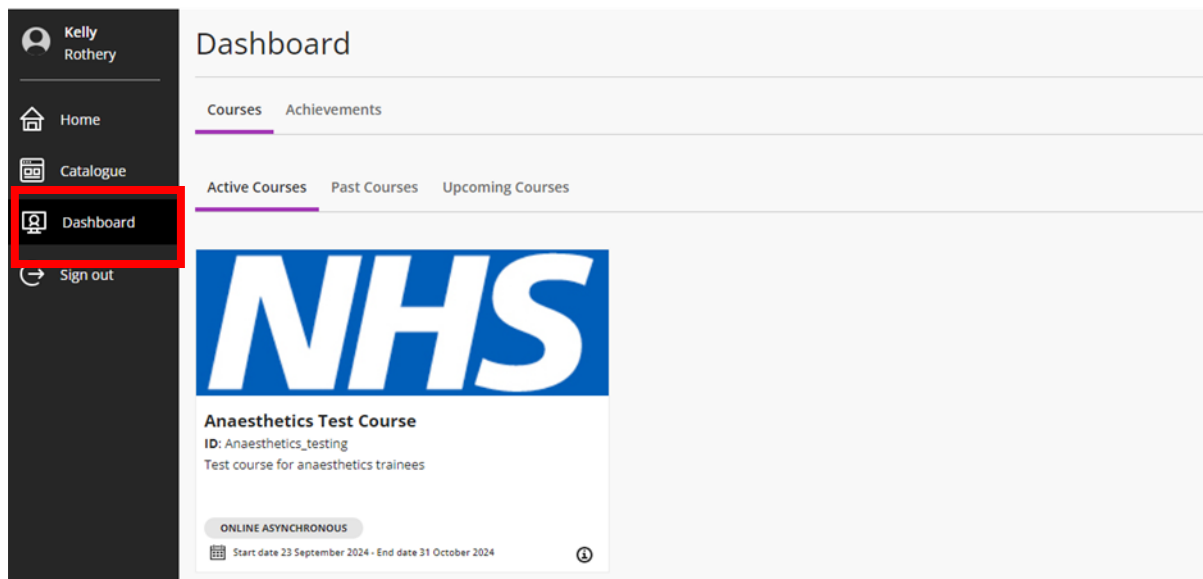 Kelly
Rothery
Home
Catalogue
Dashboard
Sign out
Dashboard
Courses Achievements
Active Courses Past Courses Upcoming Courses
NHS
Anaesthetics Test Course
ID: Anaesthetics_testing
Test course for anaesthetics trainees
ONLINE ASYNCHRONOUS
Start date 23 September 2024 - End date 31 October 2024